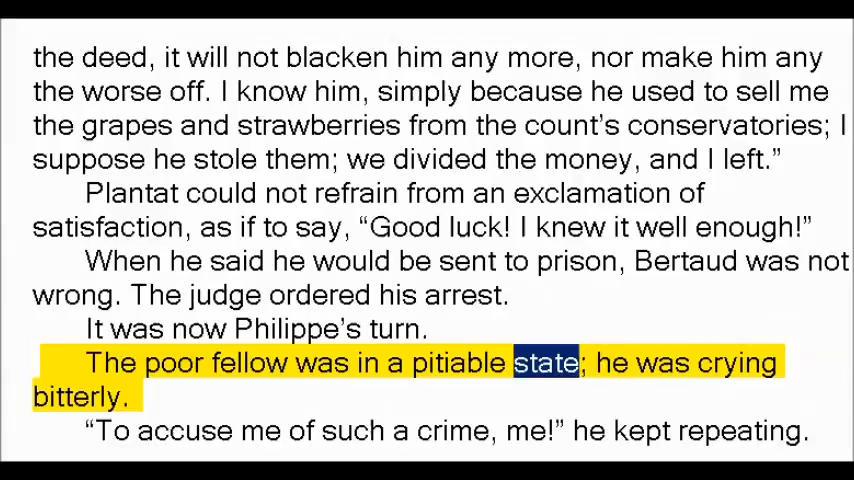 the deed, it will not blacken him any more, nor make him any
the worse off. I know him, simply because he used to sell me
the grapes and strawberries from the count’s conservatories; I
suppose he stole them; we divided the money, and I left.”
Plantat could not refrain from an exclamation of
satisfaction, as if to say, “Good luck! I knew it well enough!”
When he said he would be sent to prison, Bertaud was not
wrong. The judge ordered his arrest.
It was now Philippe’s turn.
The poor fellow was in a pitiable state; he was crying
bitterly.
“To accuse me of such a crime, me!” he kept repeating.